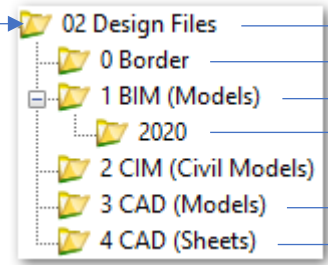 02 Design Files
0 Border
1 BIM (Models)
2020
2 CIM (Civil Models)
3 CAD (Models)
4 CAD (Sheets)